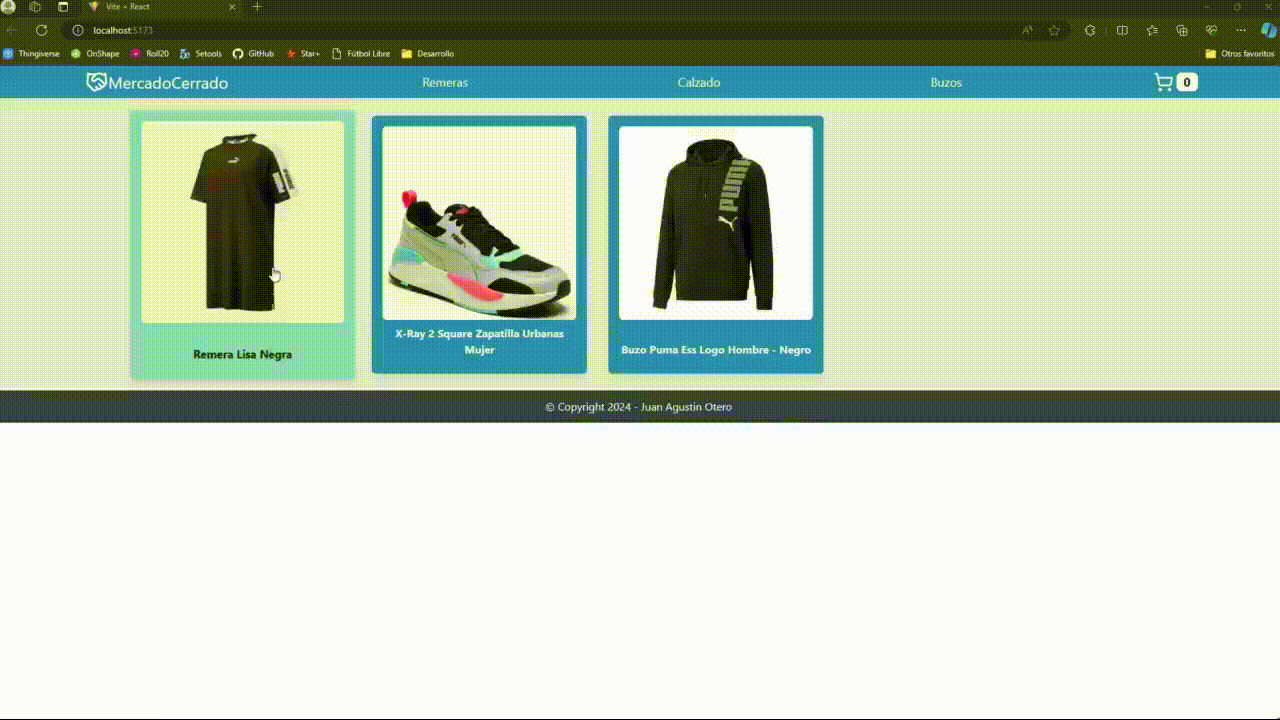 Vite + React
localhost:5173
Thingiverse OnShape Roll20 5etools GitHub Star+ Fútbol Libre Desarrollo Otros favoritos
MercadoCerrado Remeras Calzado Buzos 0
PUMA
Remera Lisa Negra
X-Ray 2 Square Zapatilla Urbanas
Mujer
Buzo Puma Ess Logo Hombre - Negro
© Copyright 2024 - Juan Agustin Otero